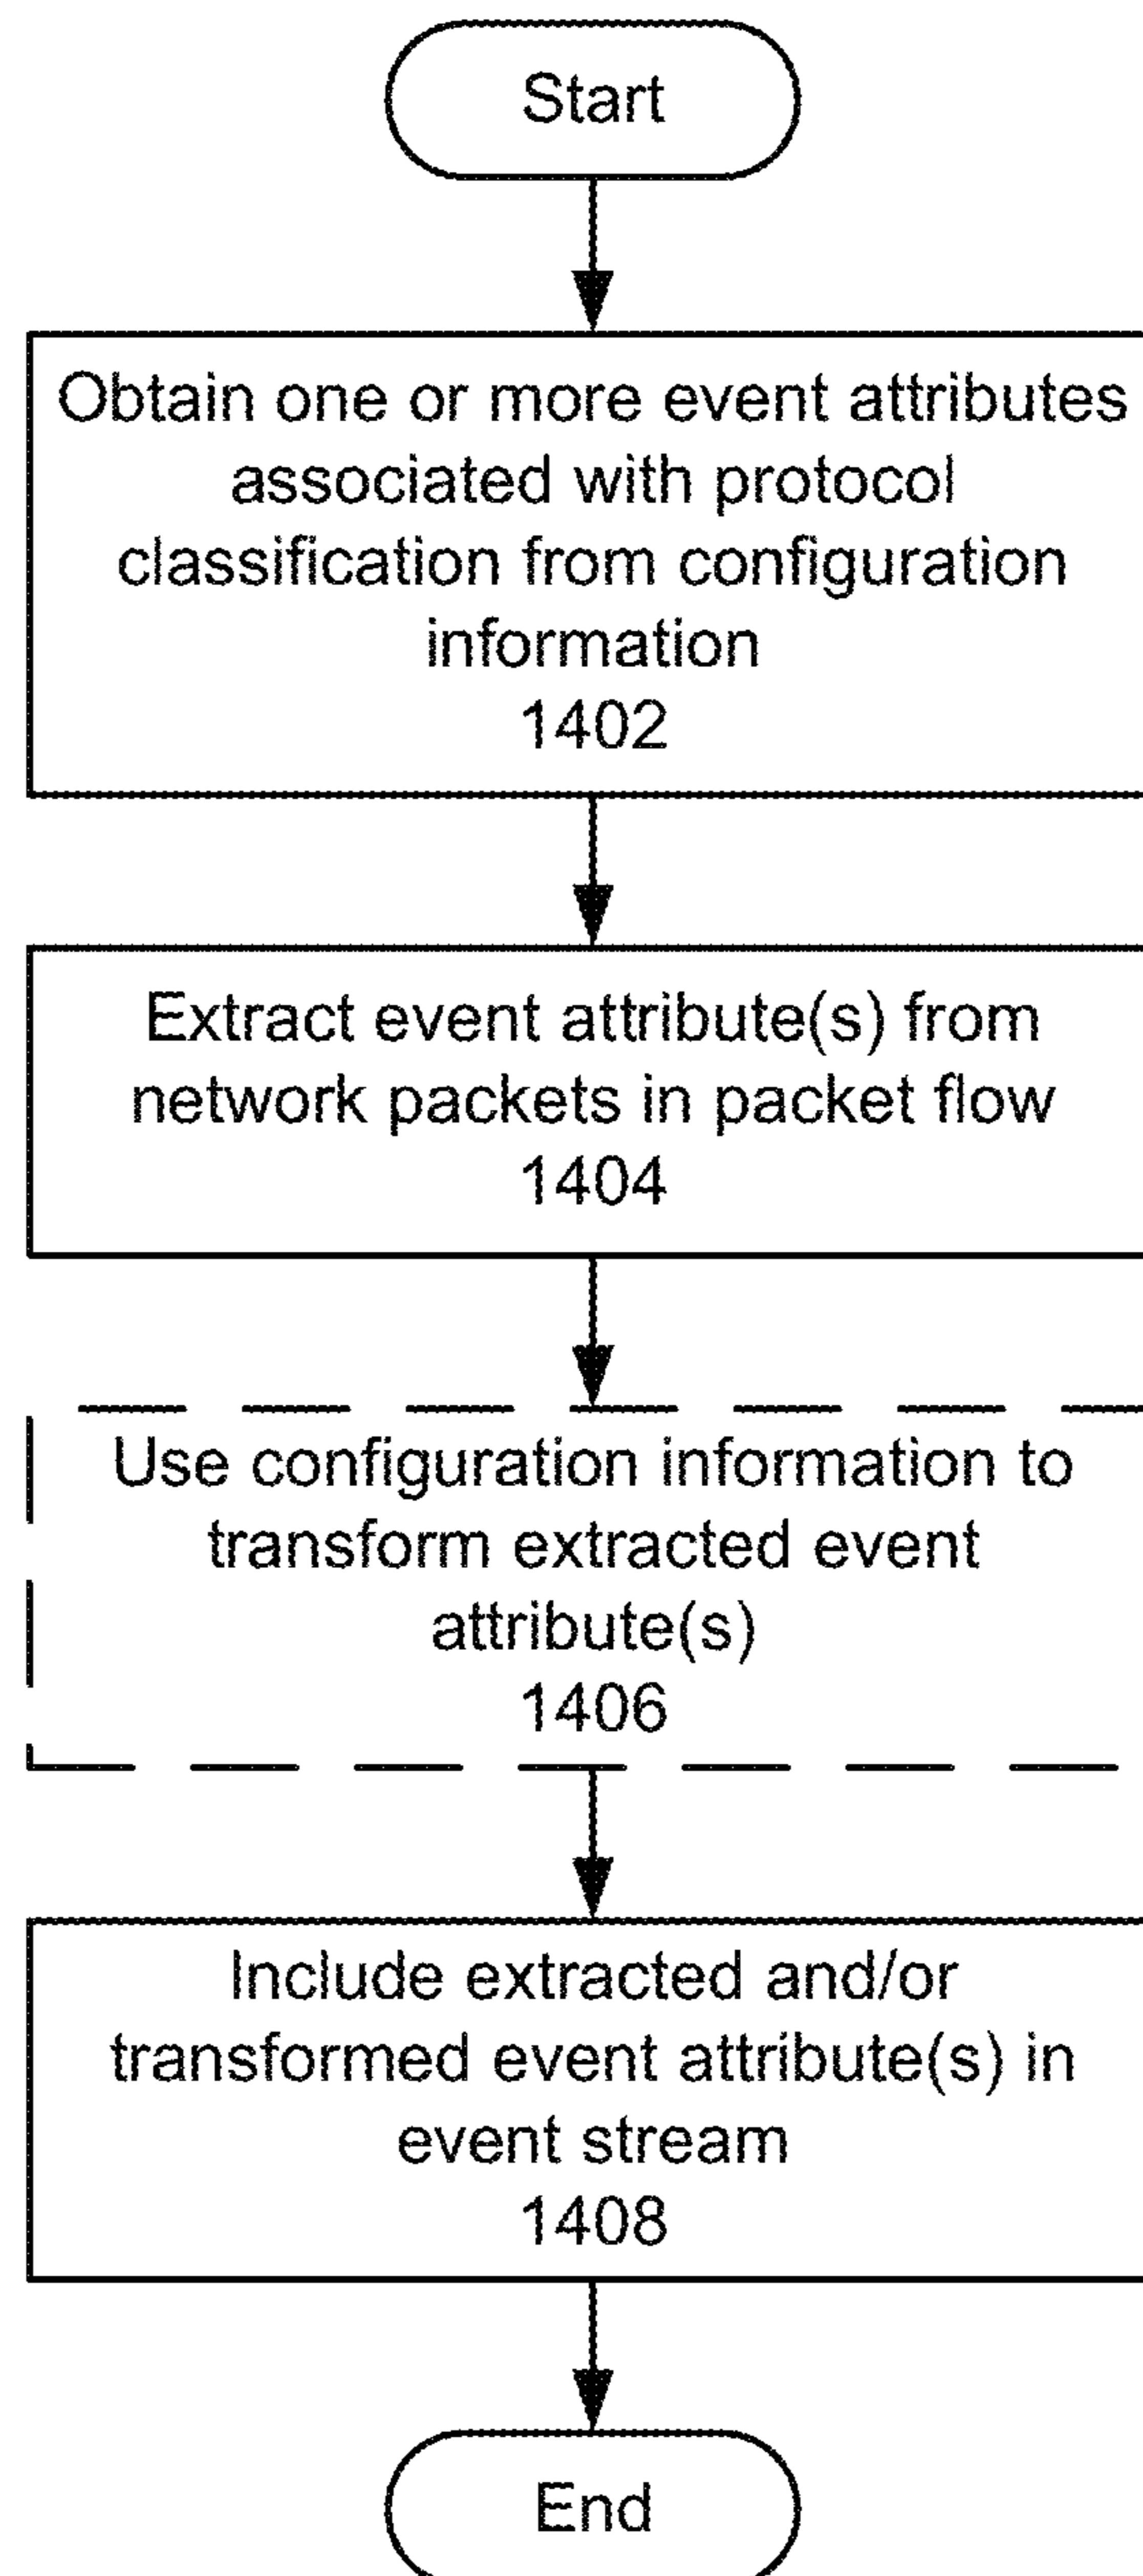 Start
Obtain one or more event attributes
associated with protocol
classification from configuration
information
1402
Extract event attribute(s) from
network packets in packet flow
1404
Use configuration information to
transform extracted event
attribute(s)
1406
Include extracted and/or
transformed event attribute(s) in
event stream
1408
End